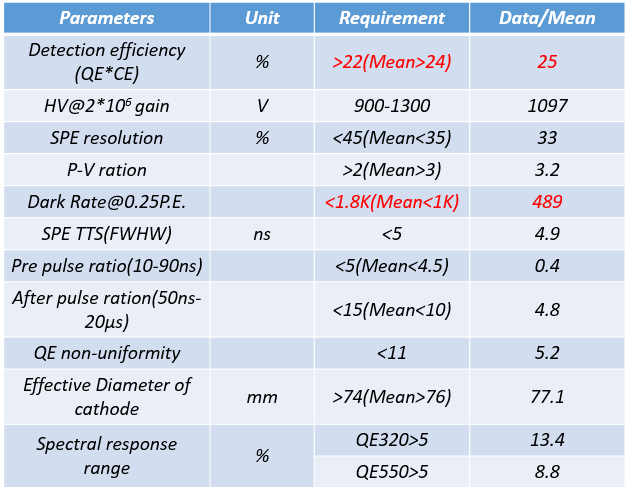 Parameters Unit Requirement Data/Mean
Detection efficiency
(QE*CE) % >22(Mean>24) 25
HV@2*10⁶ gain V 900-1300 1097
SPE resolution % <45(Mean<35) 33
P-V ration >2(Mean>3) 3.2
Dark Rate@0.25P.E. <1.8K(Mean<1K) 489
SPE TTS(FWHW) ns <5 4.9
Pre pulse ratio(10-90ns) <5(Mean<4.5) 0.4
After pulse ration(50ns-
20μs) <15(Mean<10) 4.8
QE non-uniformity <11 5.2
Effective Diameter of
cathode mm >74(Mean>76) 77.1
Spectral response
range % QE320>5 13.4
QE550>5 8.8